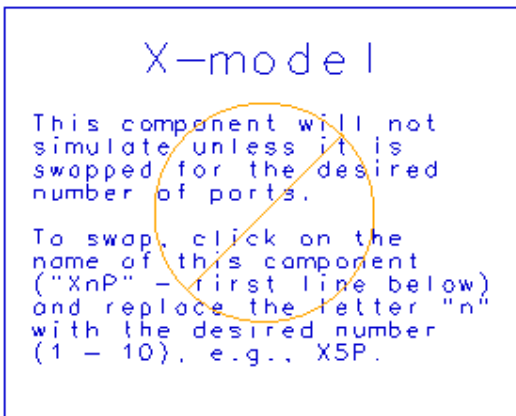 X-model
This component will not
simulate unless it is
swapped for the desired
number of ports.
To swap, click on the
name of this component
("XnP" - first line below)
and replace the letter "n"
with the desired number
(1 - 10), e.g., X5P.